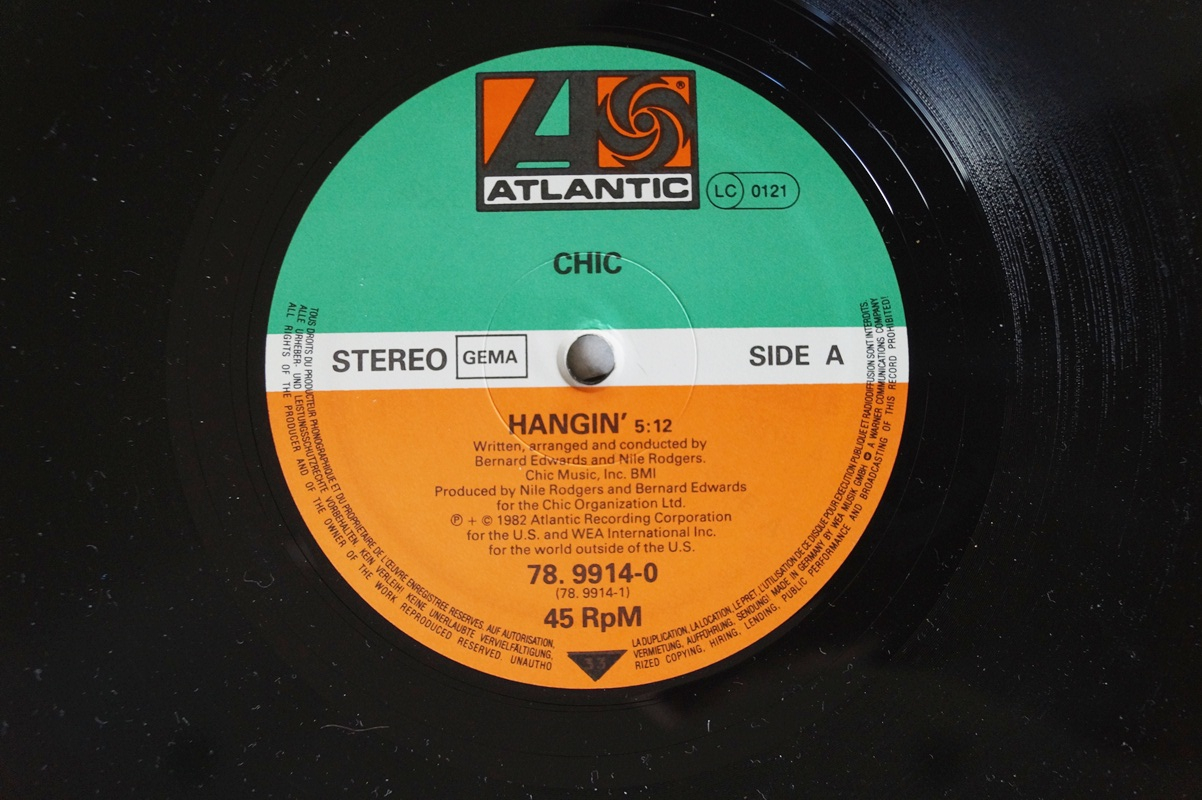 ATLANTIC
®
LC 0121
CHIC
STEREO GEMA SIDE A
HANGIN' 5:12
Written, arranged and conducted by
Bernard Edwards and Nile Rodgers.
Chic Music, Inc. BMI
Produced by Nile Rodgers and Bernard Edwards
for the Chic Organization Ltd.
℗ + © 1982 Atlantic Recording Corporation
for the U.S. and WEA International Inc.
for the world outside of the U.S.
78. 9914-0
(78. 9914-1)
45 RpM
33
TOUS DROITS DU PRODUCTEUR PHONOGRAPHIQUE ET DU PROPRIETAIRE DE L'ŒUVRE ENREGISTREE RESERVES. AUF AUTORISATION,
LA DUPLICATION, LA LOCATION, LE PRET, L'UTILISATION DE CE DISQUE POUR EXECUTION PUBLIQUE ET RADIODIFFUSION SONT INTERDITS.
ALLE URHEBER- UND LEISTUNGSSCHUTZRECHTE VORBEHALTEN. KEIN VERLEIH! KEINE UNERLAUBTE VERVIELFÄLTIGUNG,
VERMIETUNG, AUFFÜHRUNG, SENDUNG! MADE IN GERMANY BY WEA MUSIK GMBH A WARNER COMMUNICATIONS COMPANY
ALL RIGHTS OF THE PRODUCER AND OF THE OWNER OF THE WORK REPRODUCED RESERVED. UNAUTHO
RIZED COPYING, HIRING, LENDING, PUBLIC PERFORMANCE AND BROADCASTING OF THIS RECORD PROHIBITED!